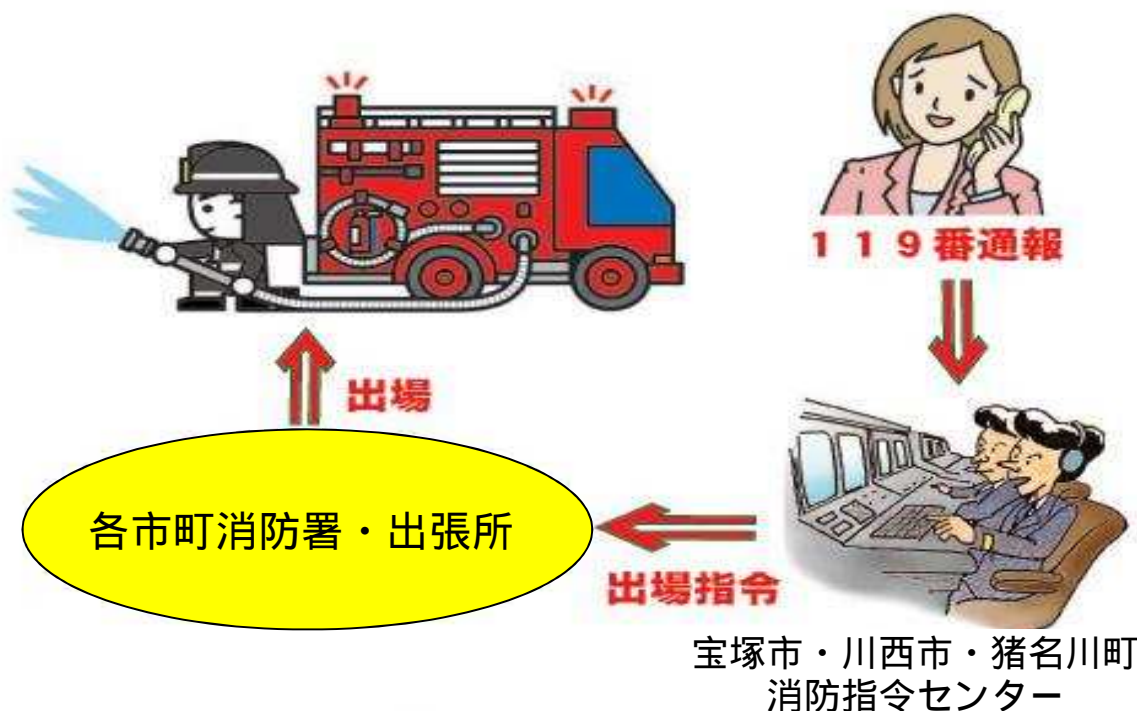 １１９番通報
出場
各市町消防署・出張所
出場指令
宝塚市・川西市・猪名川町
消防指令センター